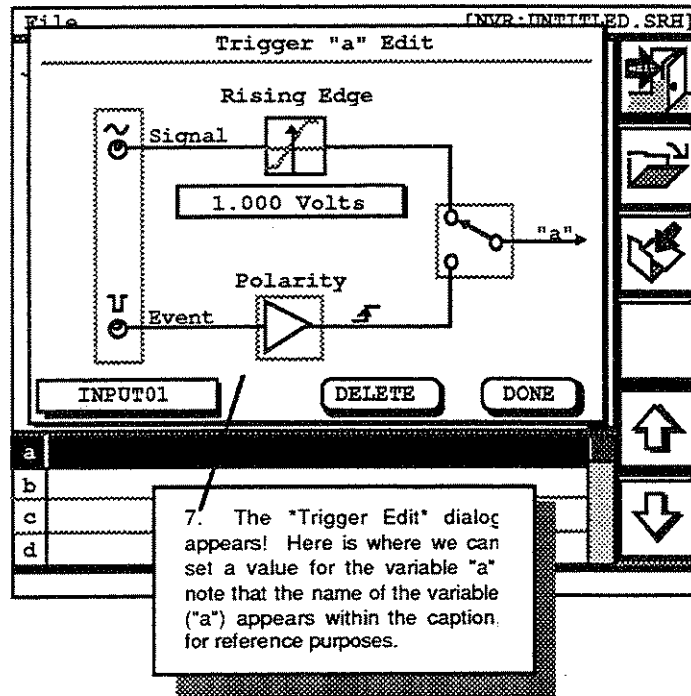 File [NVR:UNTITLED.SRH]
Trigger "a" Edit
Rising Edge
Signal
1.000 Volts
"a"
Polarity
Event
INPUT01 DELETE DONE
a
b
c
d
7. The "Trigger Edit" dialog
appears! Here is where we can
set a value for the variable "a"
note that the name of the variable
("a") appears within the caption
for reference purposes.